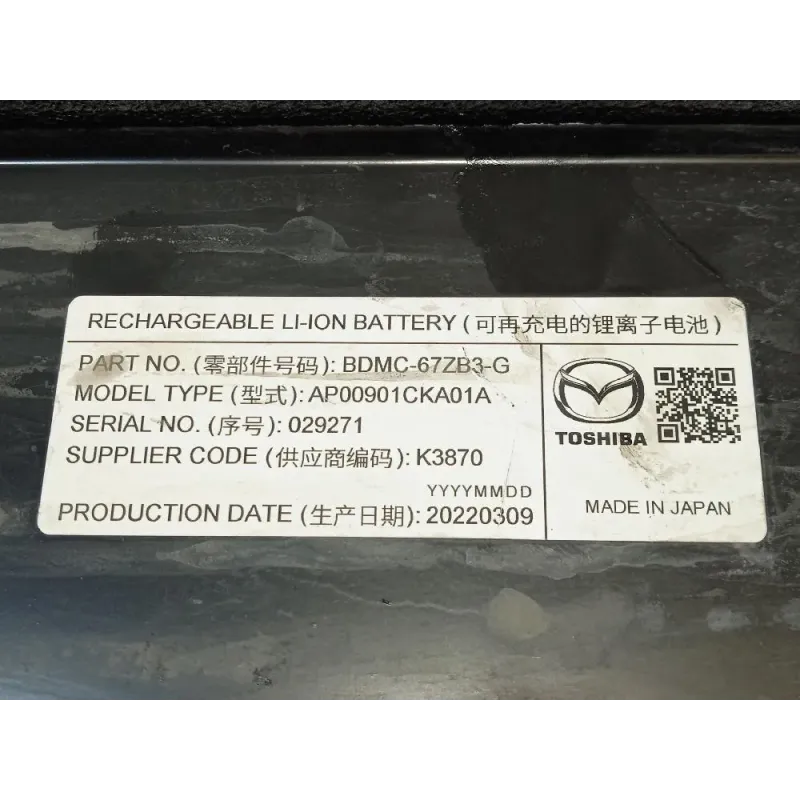 RECHARGEABLE LI-ION BATTERY (可再充电的锂离子电池)
PART NO. (零部件号码): BDMC-67ZB3-G
MODEL TYPE (型式): AP00901CKA01A
SERIAL NO. (序号): 029271
SUPPLIER CODE (供应商编码): K3870
YYYYMMDD
PRODUCTION DATE (生产日期): 20220309
TOSHIBA
MADE IN JAPAN